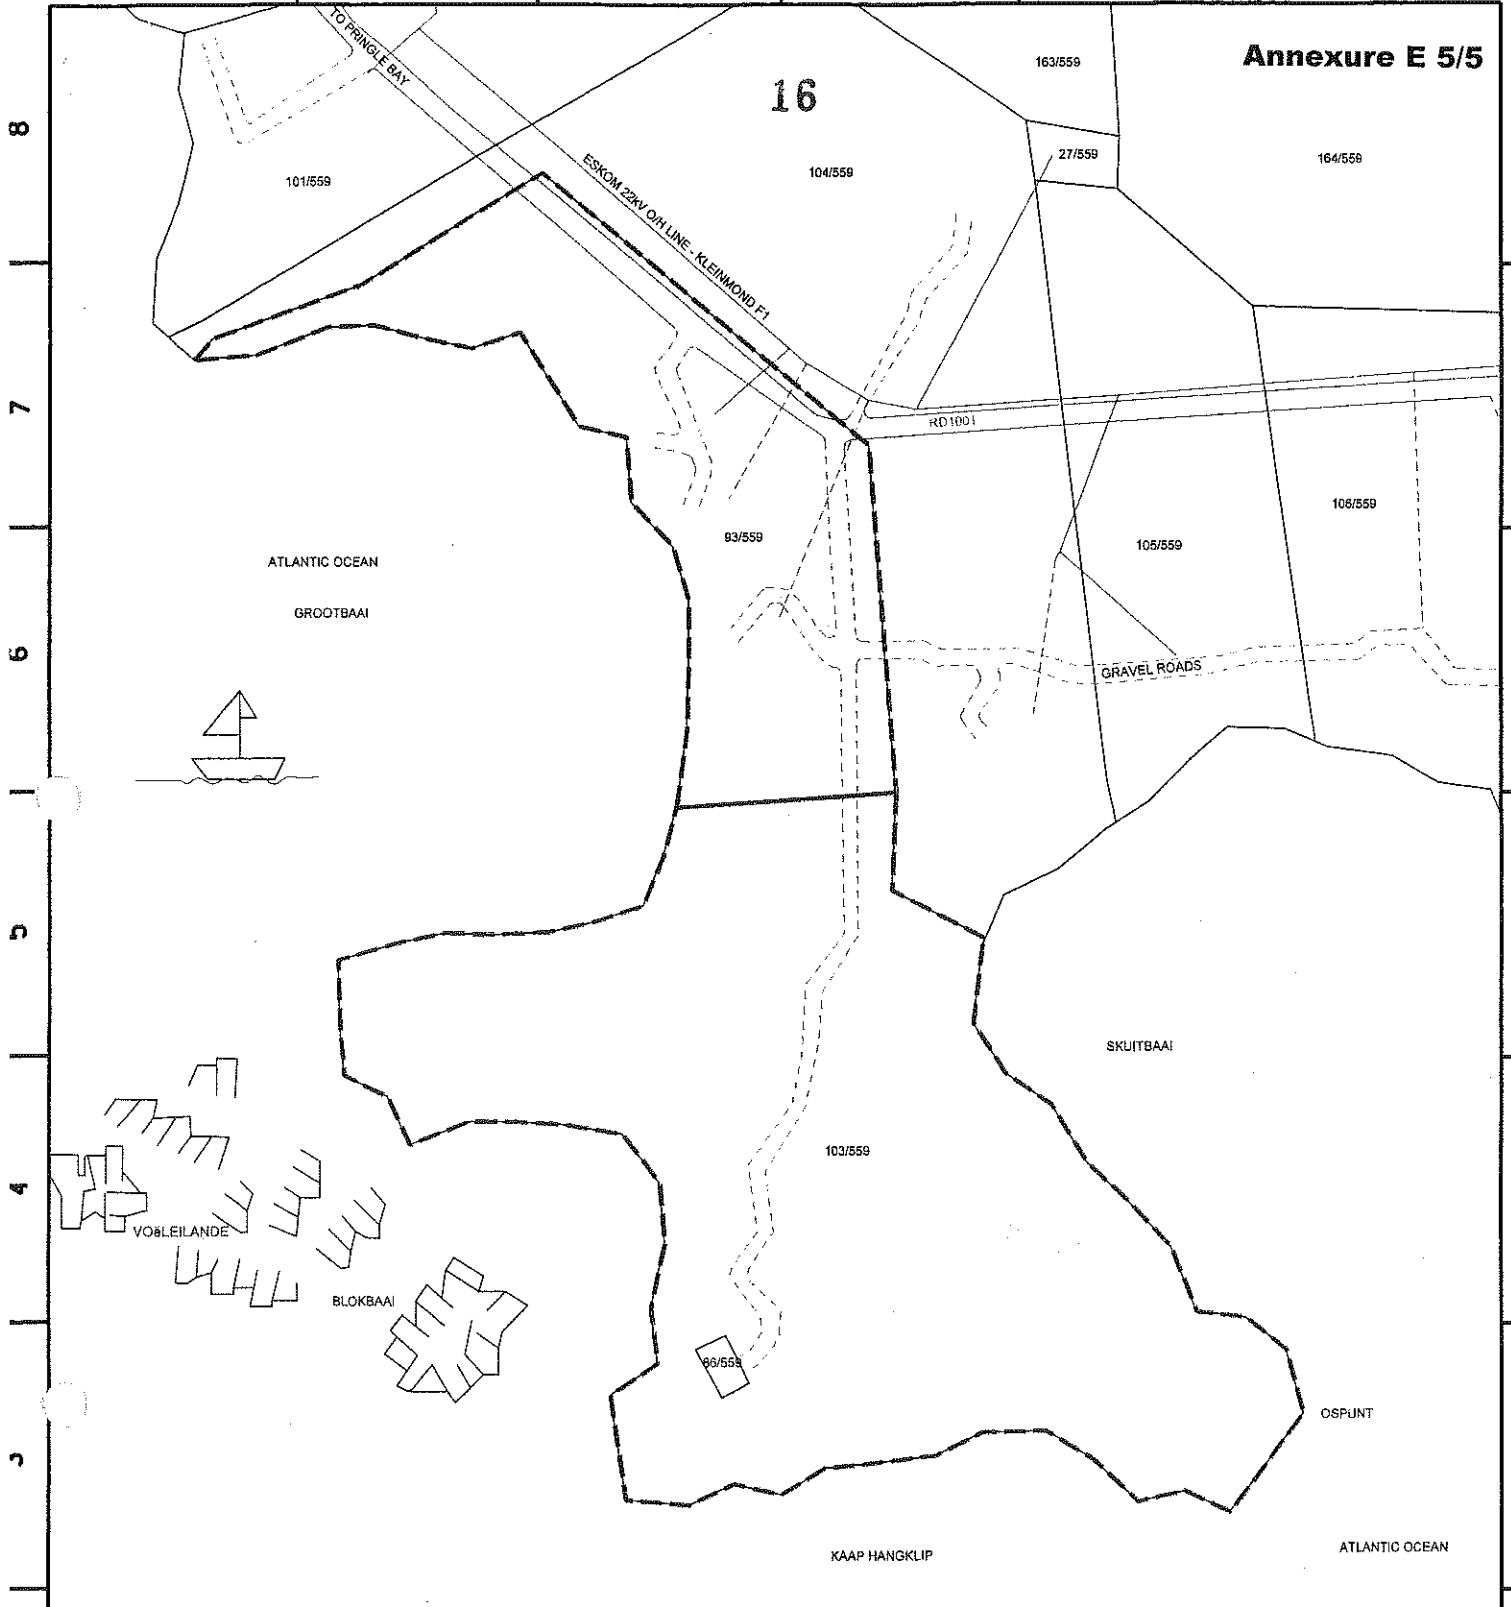 Annexure E 5/5
TO PRINGLE BAY
16
163/559
8
27/559
164/559
101/559
104/559
ESKOM 22kV O/H LINE - KLEINMOND F1
7
RD1001
106/559
93/559
105/559
ATLANTIC OCEAN
GROOTBAAI
6
GRAVEL ROADS
5
SKUITBAAI
103/559
4
VOëLEILANDE
BLOKBAAI
86/559
OSPUNT
3
KAAP HANGKLIP
ATLANTIC OCEAN